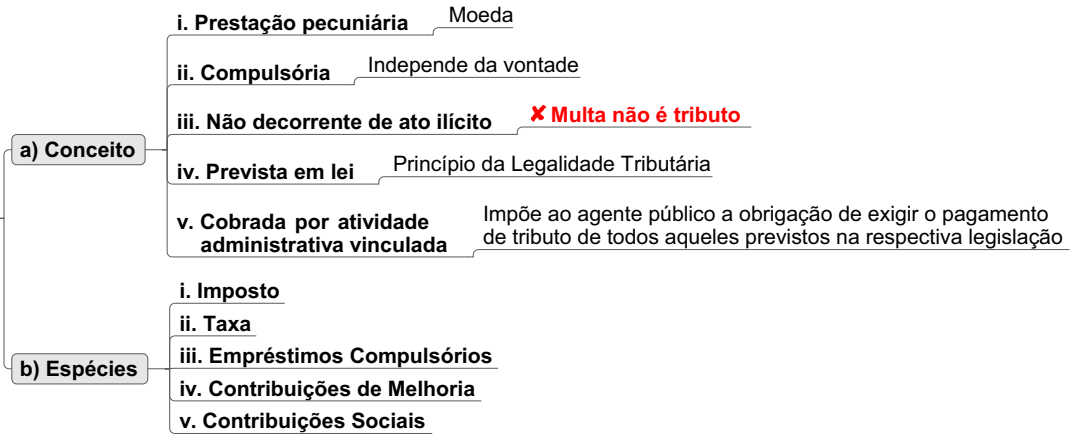 a) Conceito
i. Prestação pecuniária
Moeda
ii. Compulsória
Independe da vontade
iii. Não decorrente de ato ilícito
✘ Multa não é tributo
iv. Prevista em lei
Princípio da Legalidade Tributária
v. Cobrada por atividade
administrativa vinculada
Impõe ao agente público a obrigação de exigir o pagamento
de tributo de todos aqueles previstos na respectiva legislação
b) Espécies
i. Imposto
ii. Taxa
iii. Empréstimos Compulsórios
iv. Contribuições de Melhoria
v. Contribuições Sociais